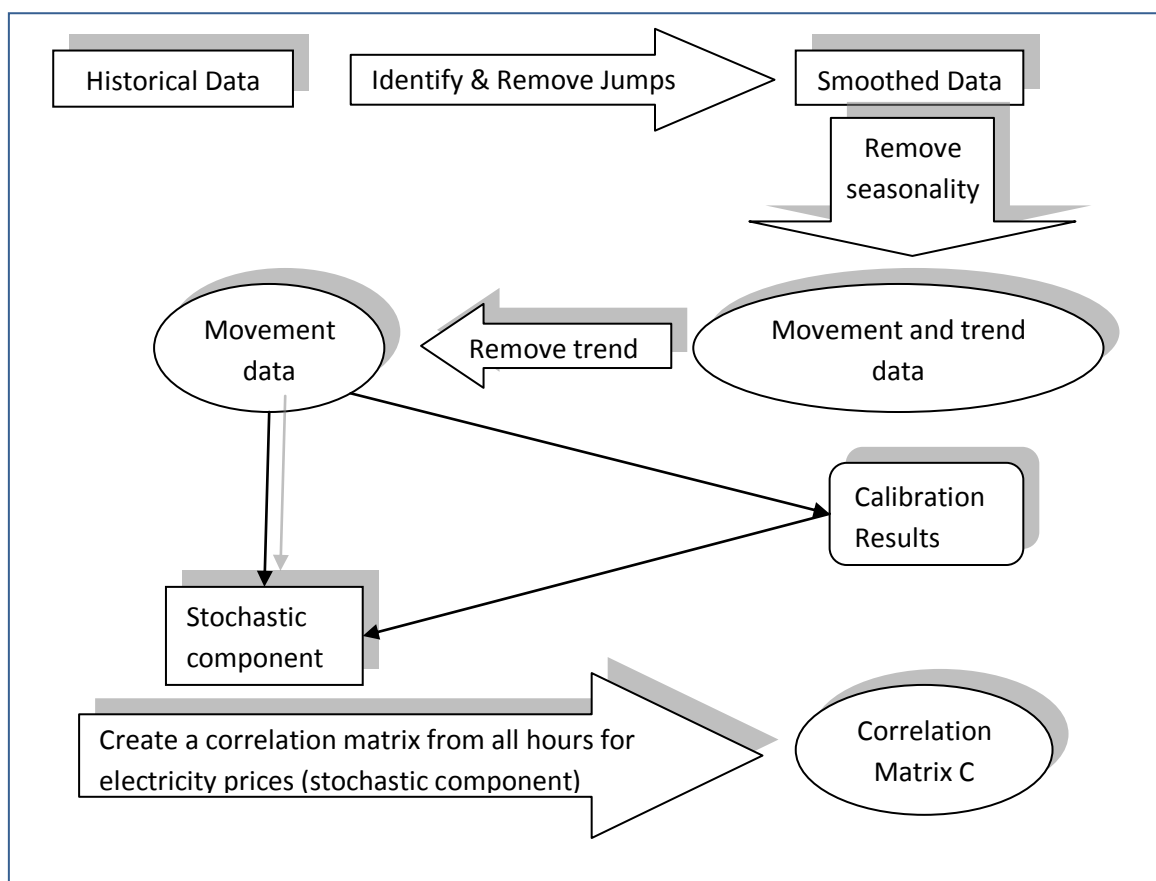 Historical Data
Identify & Remove Jumps
Smoothed Data
Remove
seasonality
Movement and trend
data
Remove trend
Movement
data
Calibration
Results
Stochastic
component
Create a correlation matrix from all hours for
electricity prices (stochastic component)
Correlation
Matrix C